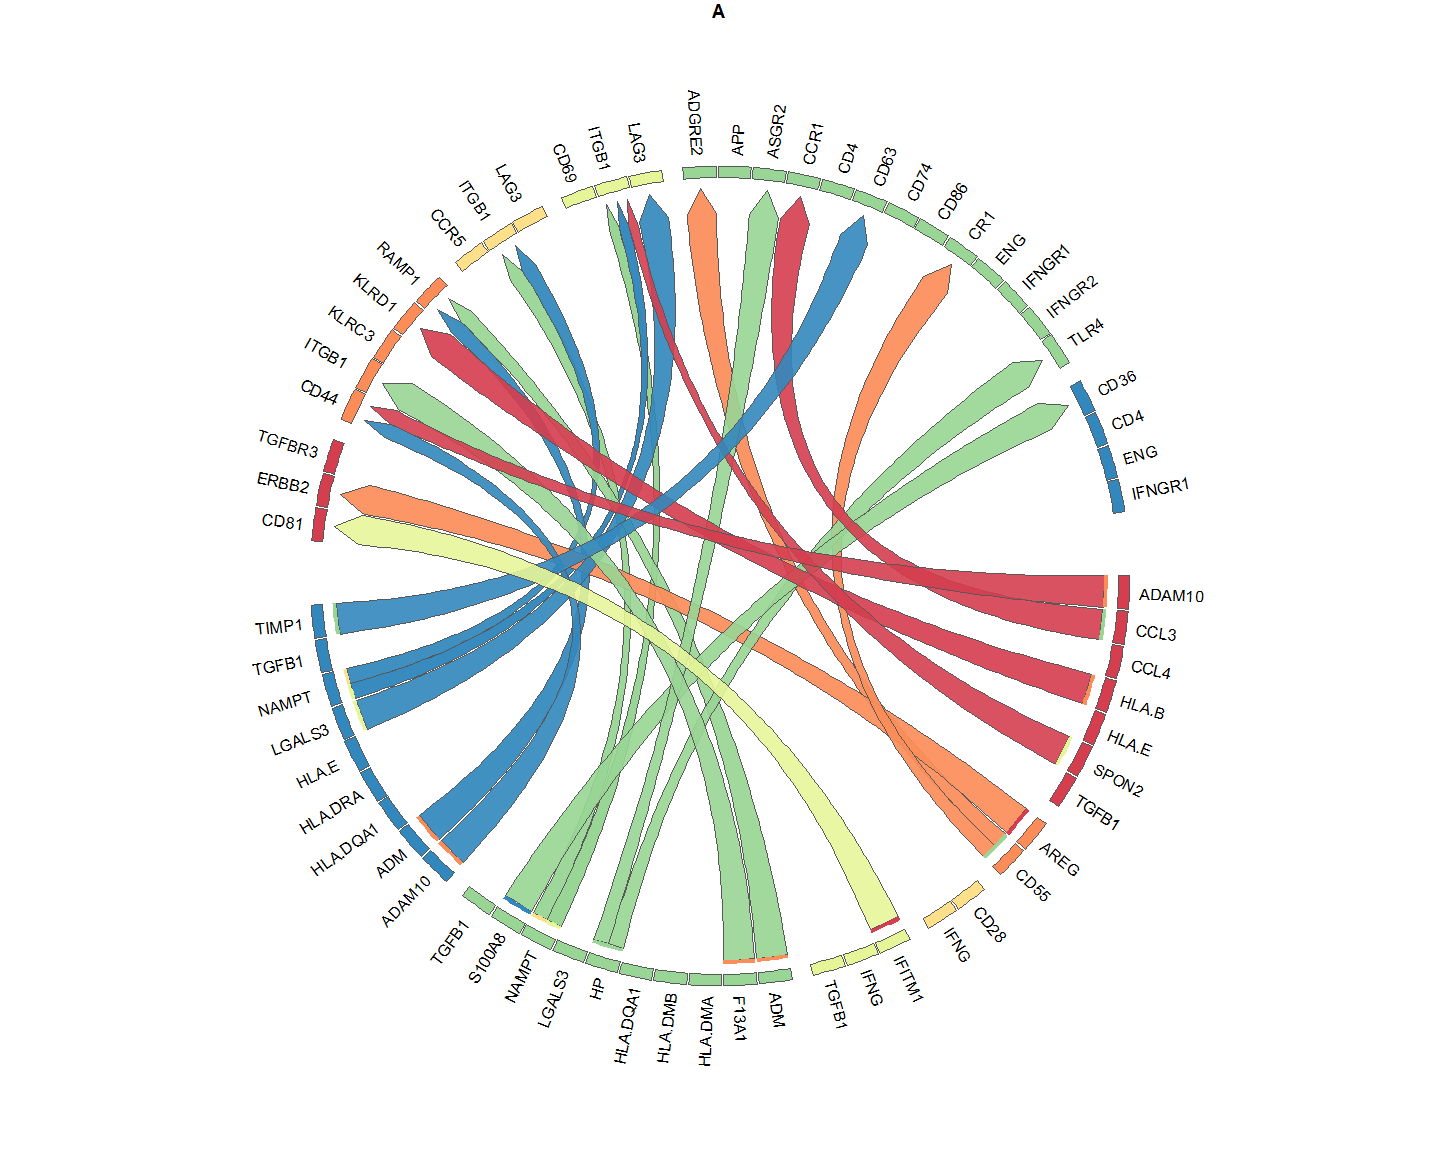 A
ADGRE2
APP
ASGR2
CCR1
CD4
CD63
CD74
CD86
CR1
ENG
IFNGR1
IFNGR2
TLR4
CD36
CD4
ENG
IFNGR1
ADAM10
CCL3
CCL4
HLA.B
HLA.E
SPON2
TGFB1
AREG
CD55
CD28
IFNG
IFITM1
IFNG
TGFB1
ADM
F13A1
HLA.DMA
HLA.DMB
HLA.DQA1
HP
LGALS3
NAMPT
S100A8
TGFB1
ADAM10
ADM
HLA.DQA1
HLA.DRA
HLA.E
LGALS3
NAMPT
TGFB1
TIMP1
CD81
ERBB2
TGFBR3
CD44
ITGB1
KLRC3
KLRD1
RAMP1
CCR5
ITGB1
LAG3
CD69
ITGB1
LAG3